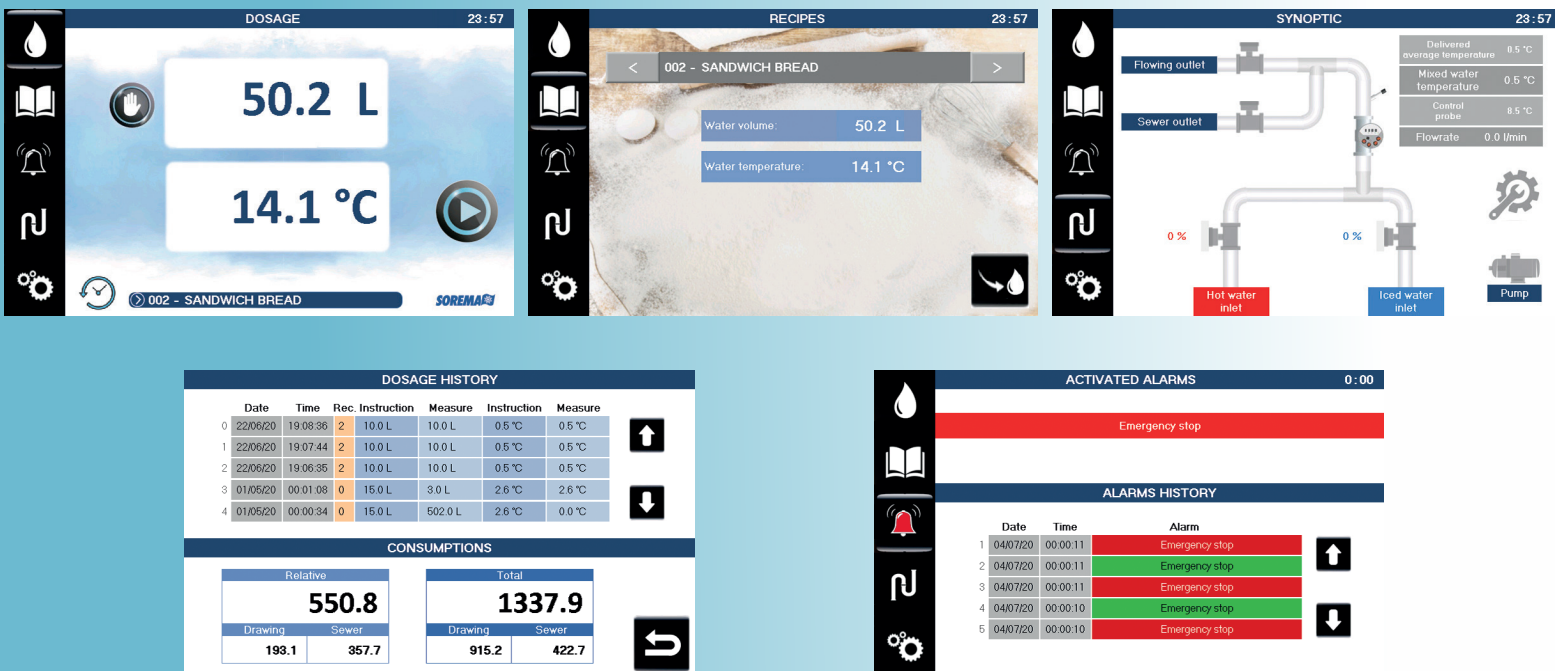 DOSAGE 23:57
50.2 L
14.1 °C
002 - SANDWICH BREAD
SOREMA
RECIPES 23:57
< 002 - SANDWICH BREAD >
Water volume: 50.2 L
Water temperature: 14.1 °C
SYNOPTIC 23:57
Flowing outlet
Sewer outlet
Delivered
average temperature 0.5 °C
Mixed water
temperature 0.5 °C
Control
probe 8.5 °C
Flowrate 0.0 l/min
0 %
0 %
Hot water
inlet
Iced water
inlet
Pump
DOSAGE HISTORY
Date Time Rec. Instruction Measure Instruction Measure
0 22/06/20 19:08:36 2 10.0 L 10.0 L 0.5 °C 0.5 °C
1 22/06/20 19:07:44 2 10.0 L 10.0 L 0.5 °C 0.5 °C
2 22/06/20 19:06:35 2 10.0 L 10.0 L 0.5 °C 0.5 °C
3 01/05/20 00:01:08 0 15.0 L 3.0 L 2.6 °C 2.6 °C
4 01/05/20 00:00:34 0 15.0 L 502.0 L 2.6 °C 0.0 °C
CONSUMPTIONS
Relative
550.8
Drawing Sewer
193.1 357.7
Total
1337.9
Drawing Sewer
915.2 422.7
ACTIVATED ALARMS 0:00
Emergency stop
ALARMS HISTORY
Date Time Alarm
1 04/07/20 00:00:11 Emergency stop
2 04/07/20 00:00:11 Emergency stop
3 04/07/20 00:00:11 Emergency stop
4 04/07/20 00:00:10 Emergency stop
5 04/07/20 00:00:10 Emergency stop